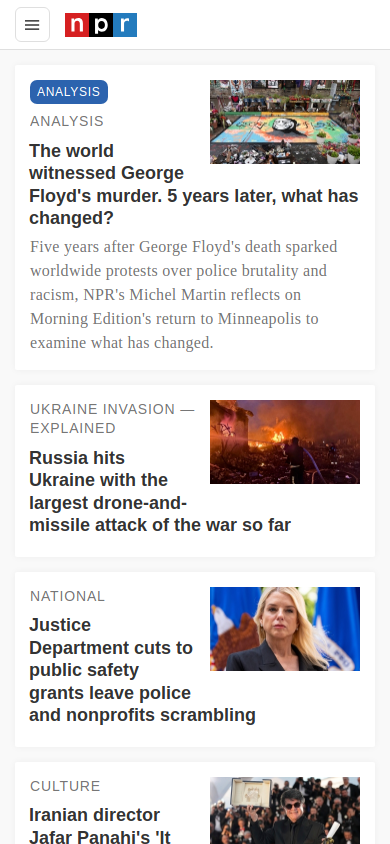 npr
ANALYSIS
ANALYSIS
The world
witnessed George
Floyd's murder. 5 years later, what has
changed?
Five years after George Floyd's death sparked
worldwide protests over police brutality and
racism, NPR's Michel Martin reflects on
Morning Edition's return to Minneapolis to
examine what has changed.
UKRAINE INVASION —
EXPLAINED
Russia hits
Ukraine with the
largest drone-and-
missile attack of the war so far
NATIONAL
Justice
Department cuts to
public safety
grants leave police
and nonprofits scrambling
CULTURE
Iranian director
Jafar Panahi's 'It